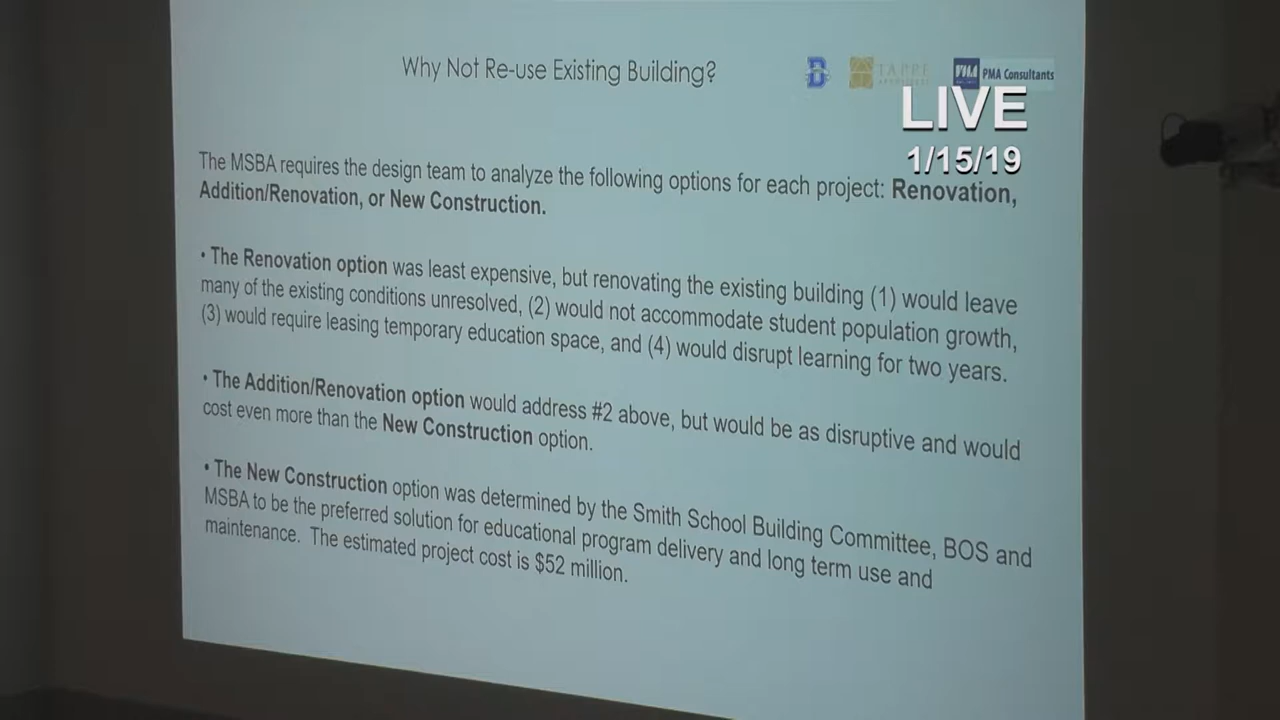 Why Not Re-use Existing Building?
B
TAPPÉ
ARCHITECTS
PMA
PMA Consultants
LIVE
1/15/19
The MSBA requires the design team to analyze the following options for each project: Renovation,
Addition/Renovation, or New Construction.
• The Renovation option was least expensive, but renovating the existing building (1) would leave
many of the existing conditions unresolved, (2) would not accommodate student population growth,
(3) would require leasing temporary education space, and (4) would disrupt learning for two years.
• The Addition/Renovation option would address #2 above, but would be as disruptive and would
cost even more than the New Construction option.
• The New Construction option was determined by the Smith School Building Committee, BOS and
MSBA to be the preferred solution for educational program delivery and long term use and
maintenance. The estimated project cost is $52 million.